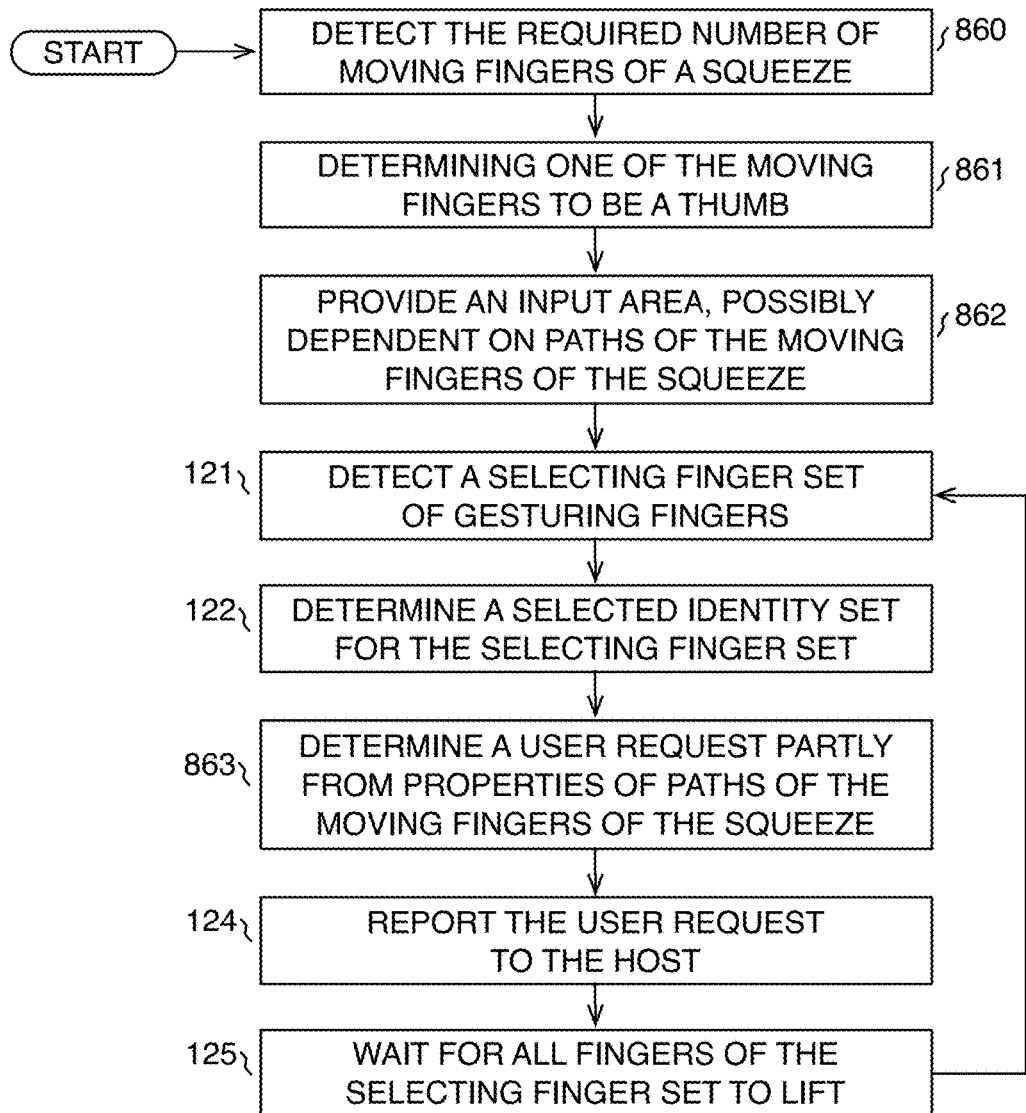 START
DETECT THE REQUIRED NUMBER OF
MOVING FINGERS OF A SQUEEZE
860
DETERMINING ONE OF THE MOVING
FINGERS TO BE A THUMB
861
PROVIDE AN INPUT AREA, POSSIBLY
DEPENDENT ON PATHS OF THE MOVING
FINGERS OF THE SQUEEZE
862
121
DETECT A SELECTING FINGER SET
OF GESTURING FINGERS
122
DETERMINE A SELECTED IDENTITY SET
FOR THE SELECTING FINGER SET
863
DETERMINE A USER REQUEST PARTLY
FROM PROPERTIES OF PATHS OF THE
MOVING FINGERS OF THE SQUEEZE
124
REPORT THE USER REQUEST
TO THE HOST
125
WAIT FOR ALL FINGERS OF THE
SELECTING FINGER SET TO LIFT